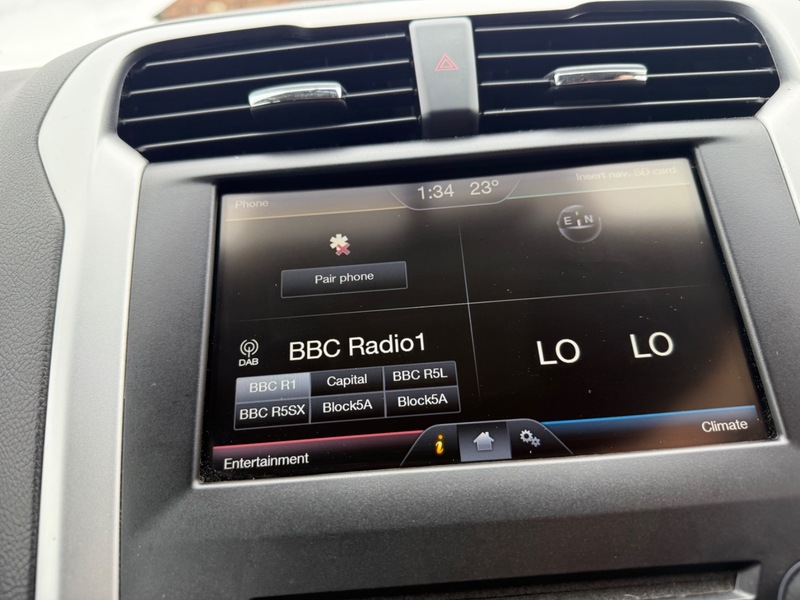 Phone
1:34 23°
Insert nav. SD card
E N
Pair phone
DAB
BBC Radio1
LO LO
BBC R1 Capital BBC R5L
BBC R5SX Block5A Block5A
Entertainment
i
Climate